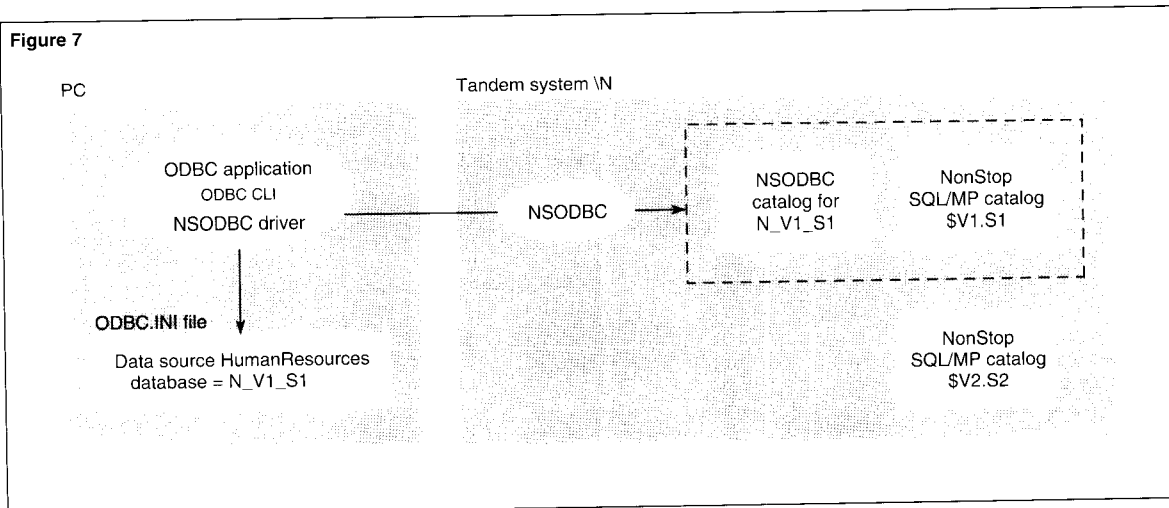 Figure 7
PC
Tandem system \N
ODBC application
ODBC CLI
NSODBC driver
NSODBC
NSODBC
catalog for
N_V1_S1
NonStop
SQL/MP catalog
$V1.S1
ODBC.INI file
Data source HumanResources
database = N_V1_S1
NonStop
SQL/MP catalog
$V2.S2